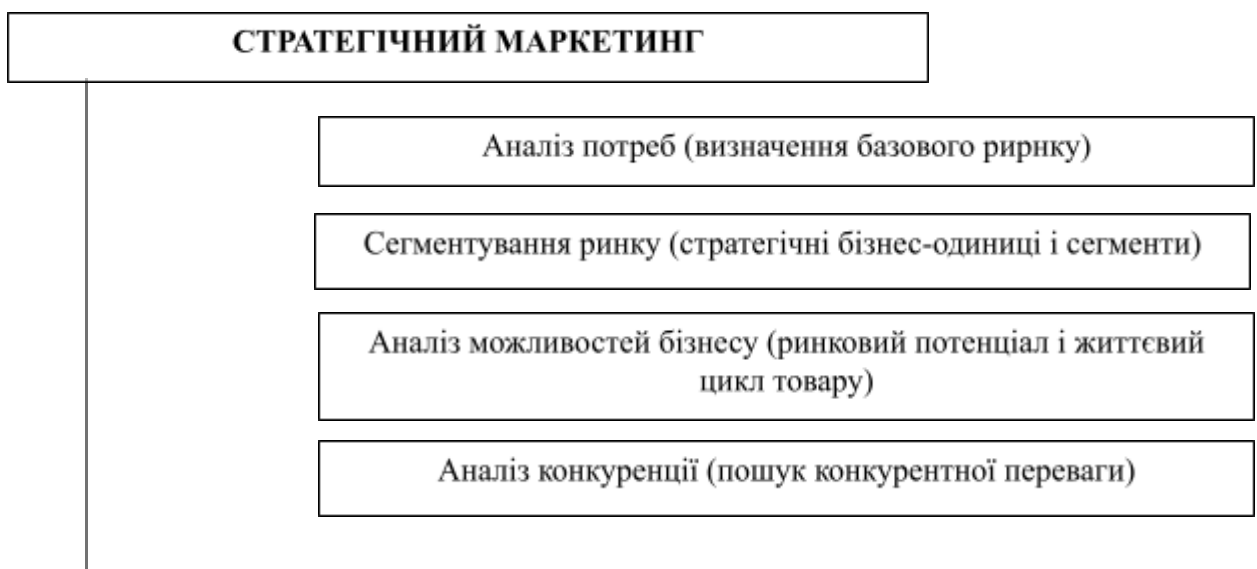 СТРАТЕГІЧНИЙ МАРКЕТИНГ
Аналіз потреб (визначення базового рирнку)
Сегментування ринку (стратегічні бізнес-одиниці і сегменти)
Аналіз можливостей бізнесу (ринковий потенціал і життєвий
цикл товару)
Аналіз конкуренції (пошук конкурентної переваги)